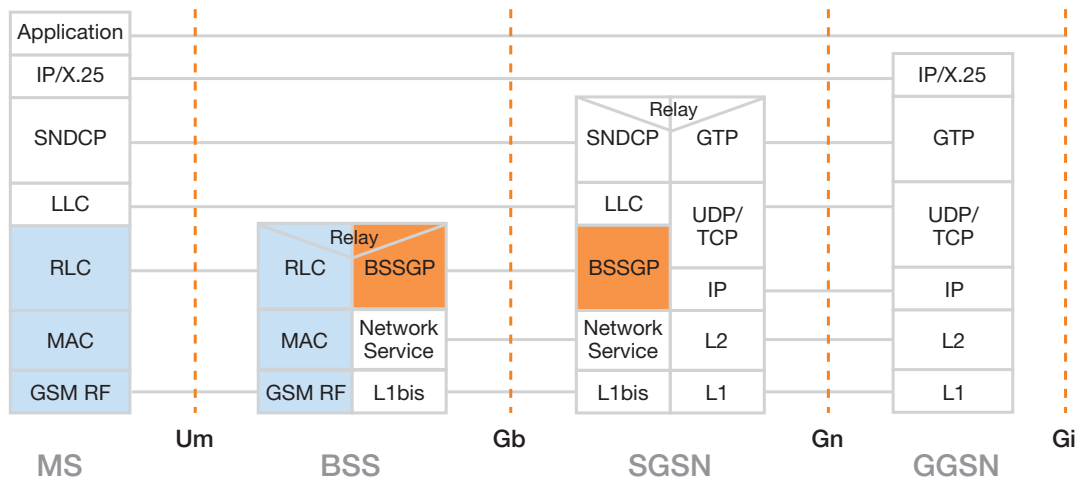 Application
IP/X.25
SNDCP
LLC
RLC
MAC
GSM RF
MS
Um
Relay
RLC
BSSGP
MAC
Network
Service
GSM RF
L1bis
BSS
Gb
Relay
SNDCP
GTP
LLC
UDP/
TCP
BSSGP
IP
Network
Service
L2
L1bis
L1
SGSN
Gn
IP/X.25
GTP
UDP/
TCP
IP
L2
L1
GGSN
Gi